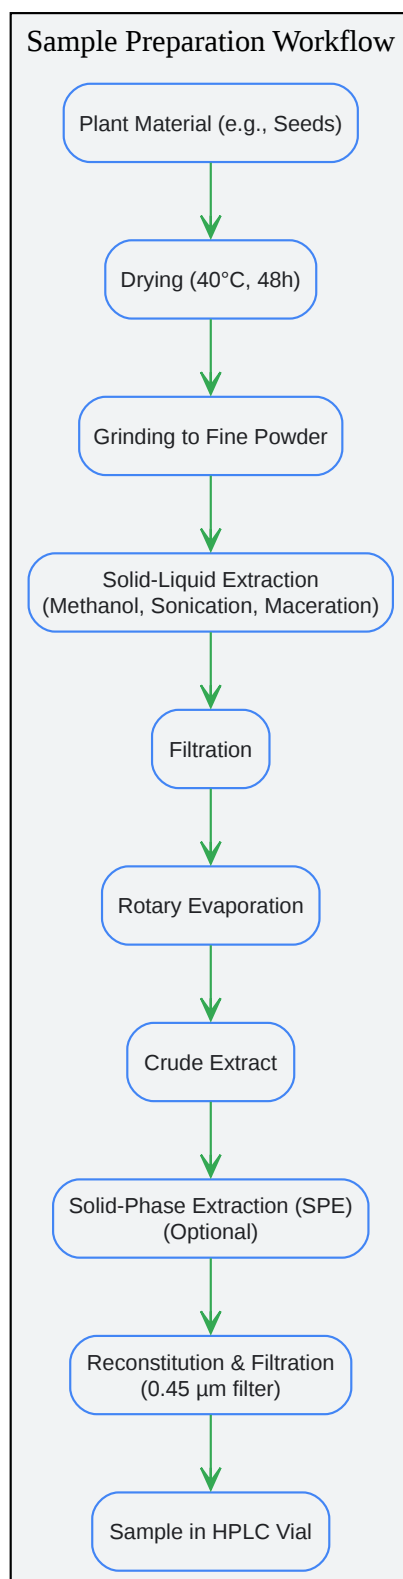 Sample Preparation Workflow
Plant Material (e.g., Seeds)
Drying (40°C, 48h)
Grinding to Fine Powder
Solid-Liquid Extraction
(Methanol, Sonication, Maceration)
Filtration
Rotary Evaporation
Crude Extract
Solid-Phase Extraction (SPE)
(Optional)
Reconstitution & Filtration
(0.45 µm filter)
Sample in HPLC Vial